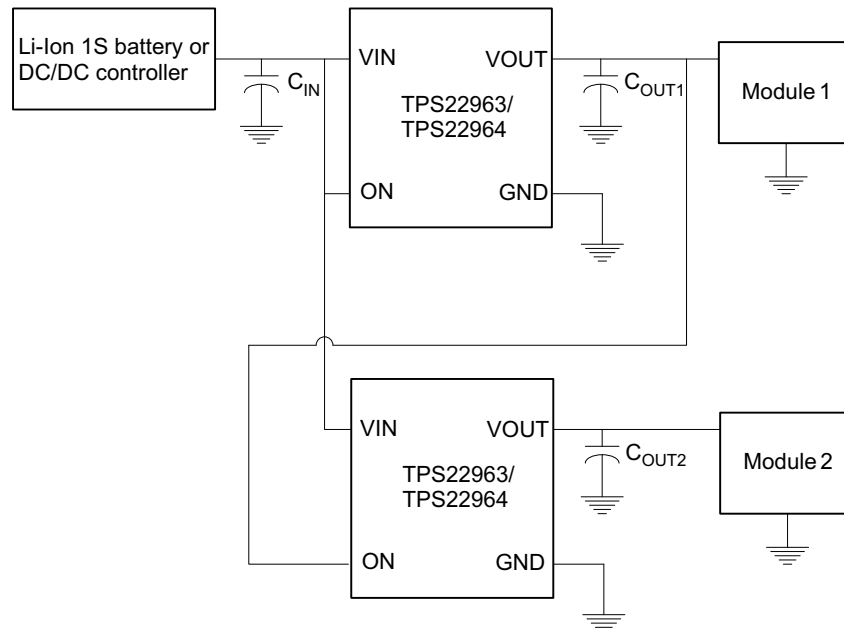 Li-Ion 1S battery or
DC/DC controller
C_IN
VIN
VOUT
TPS22963/
TPS22964
ON
GND
C_OUT1
Module 1
VIN
VOUT
TPS22963/
TPS22964
ON
GND
C_OUT2
Module 2